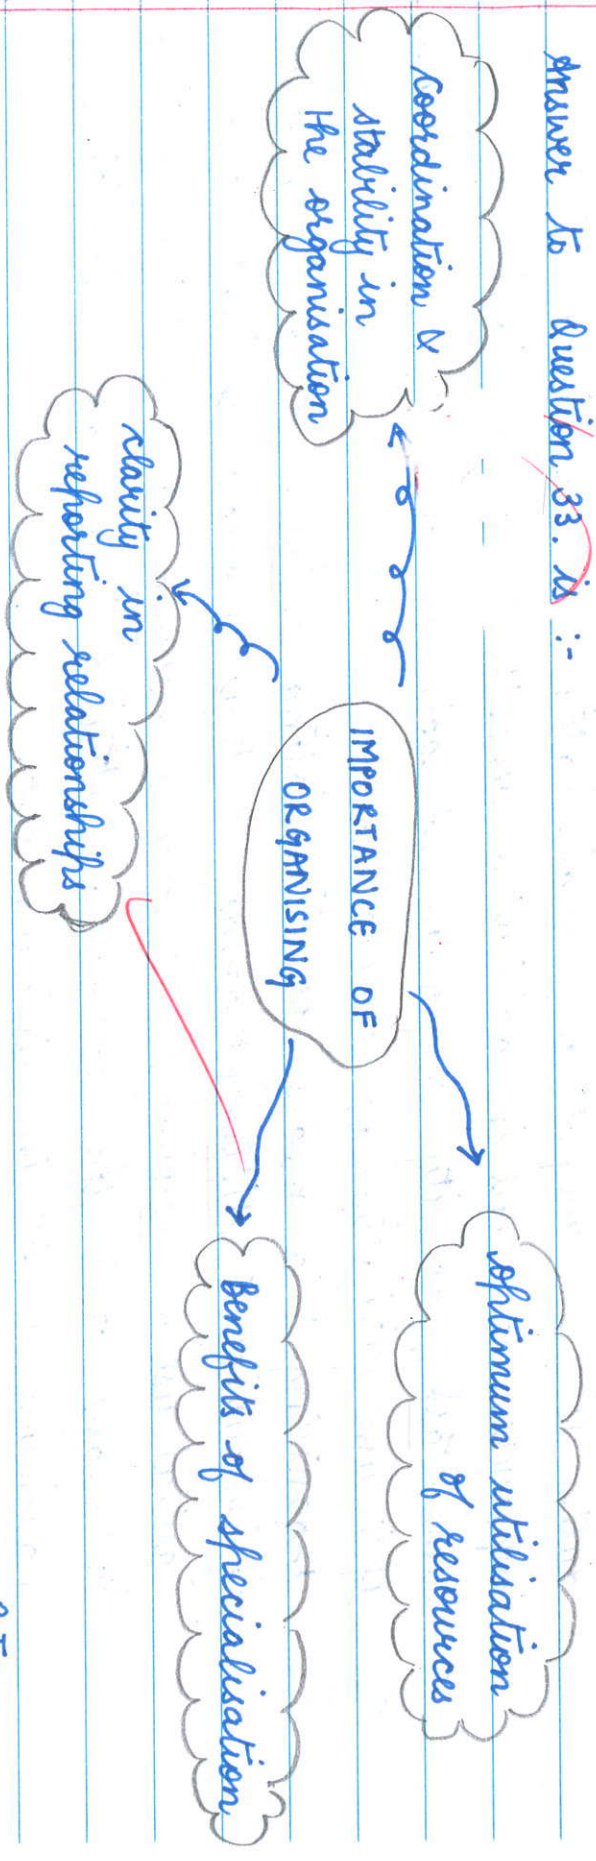 Answer to Question 33. is :-
coordination &
stability in
the organisation
optimum utilisation
of resources
IMPORTANCE OF
ORGANISING
clarity in
reporting relationships
Benefits of specialisation